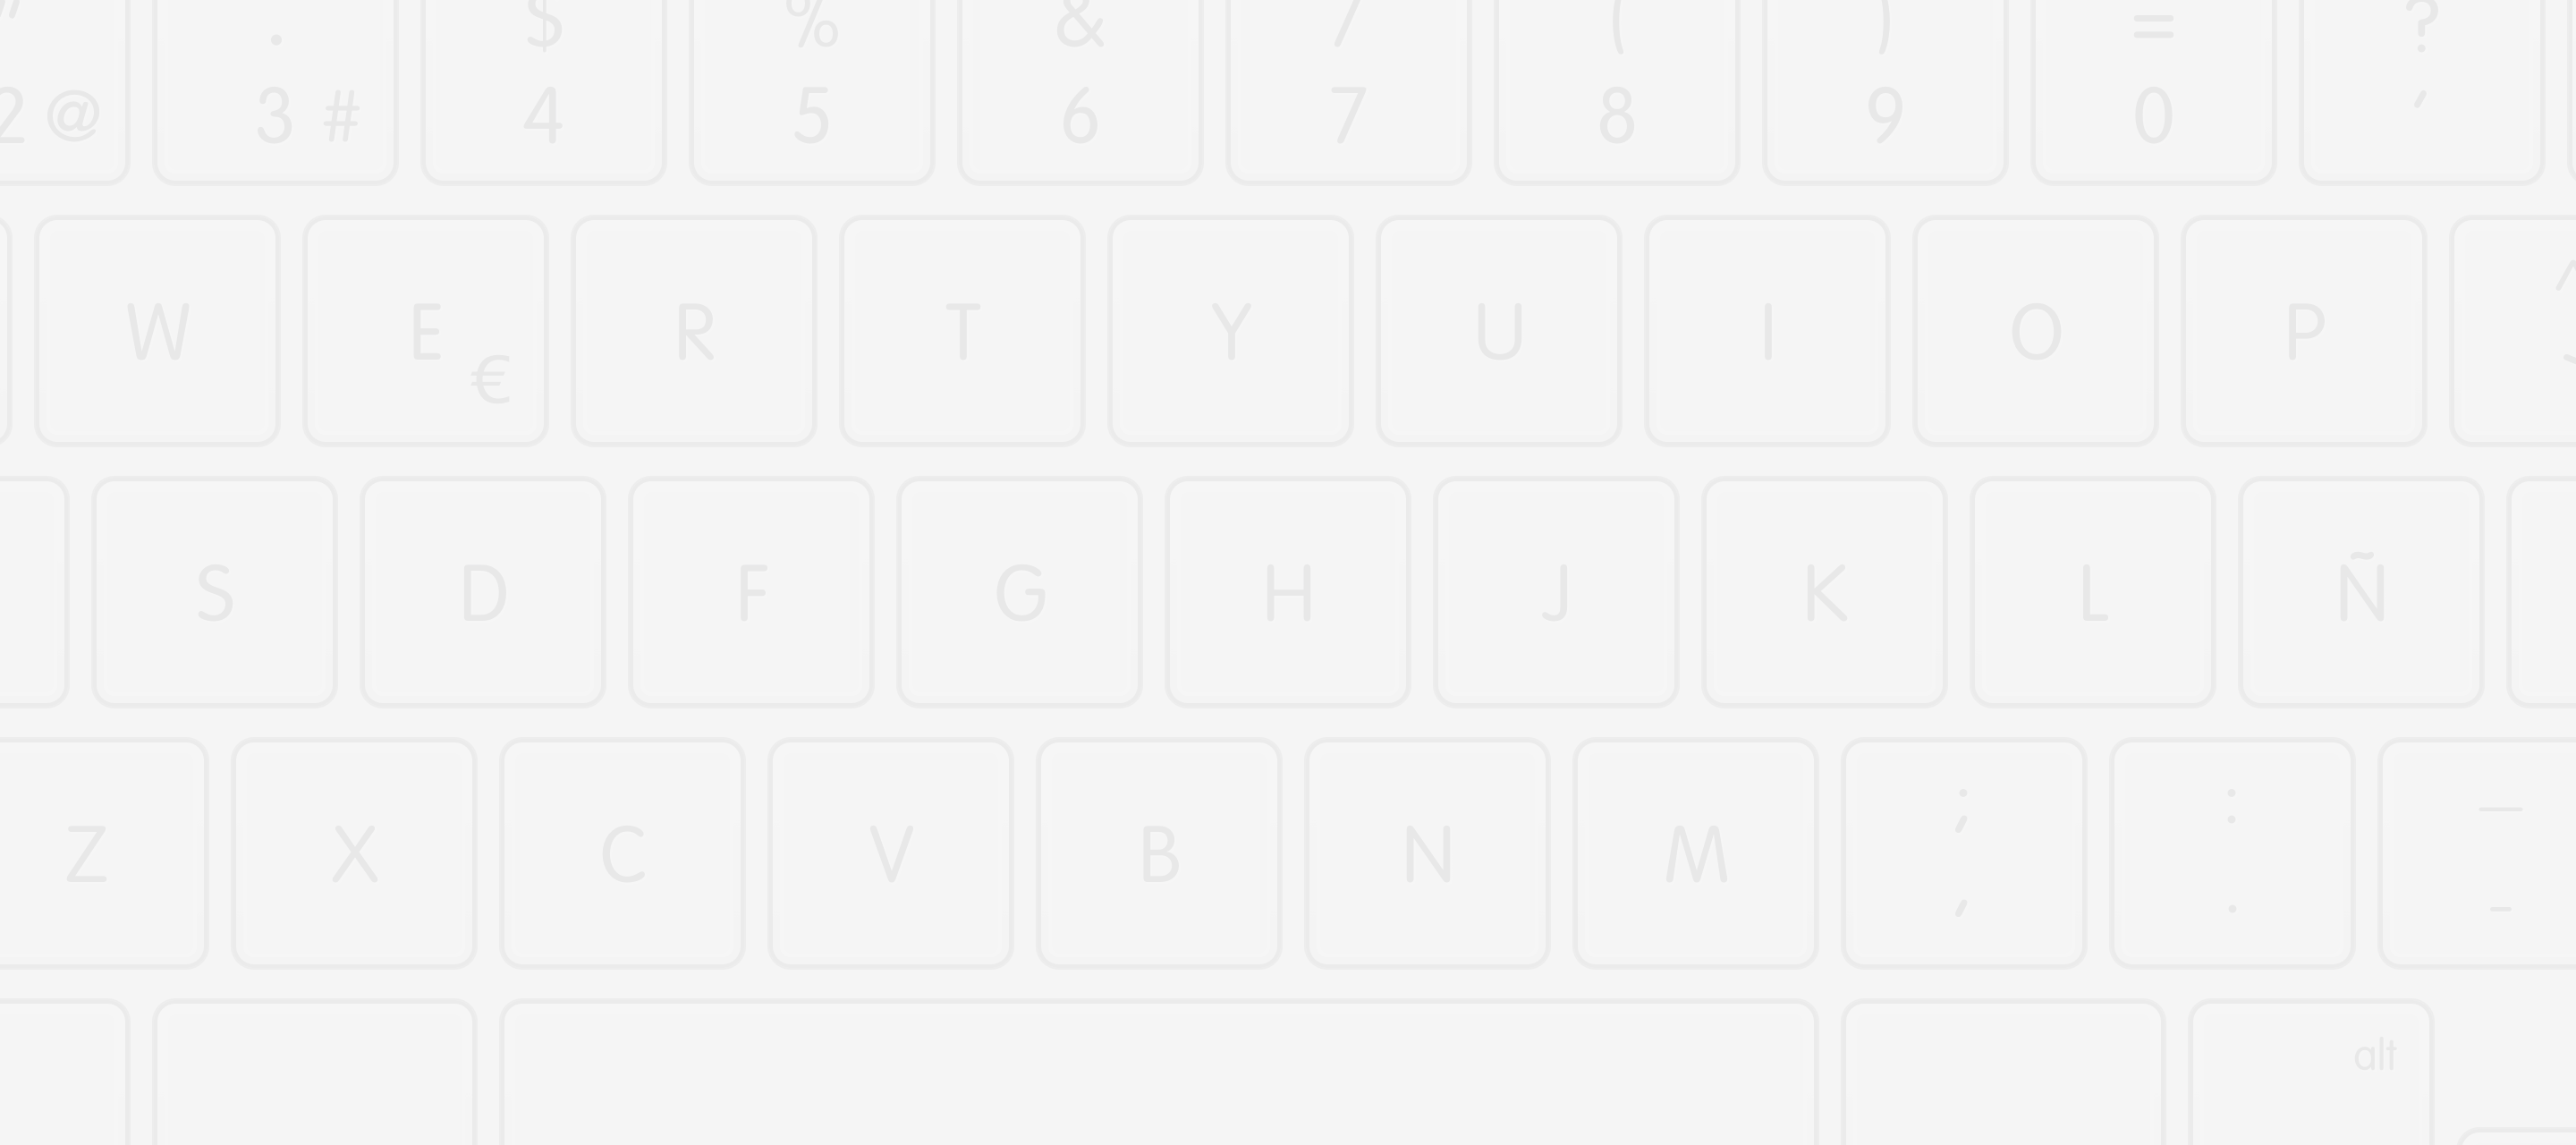 " . $ % & / ( ) = ?
2 @ 3 # 4 5 6 7 8 9 0 '
W E € R T Y U I O P ^
S D F G H J K L Ñ
Z X C V B N M ; : _
, . -
alt